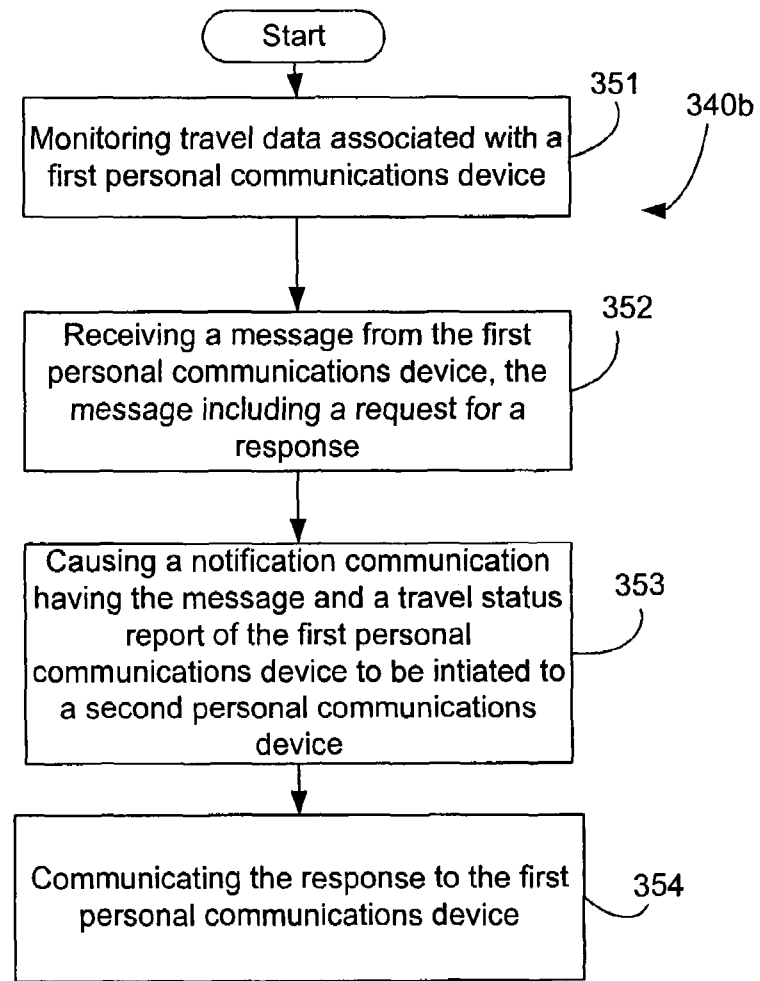 Start
351
340b
Monitoring travel data associated with a
first personal communications device
352
Receiving a message from the first
personal communications device, the
message including a request for a
response
Causing a notification communication
having the message and a travel status
report of the first personal
communications device to be intiated to
a second personal communications
device
353
Communicating the response to the first
personal communications device
354